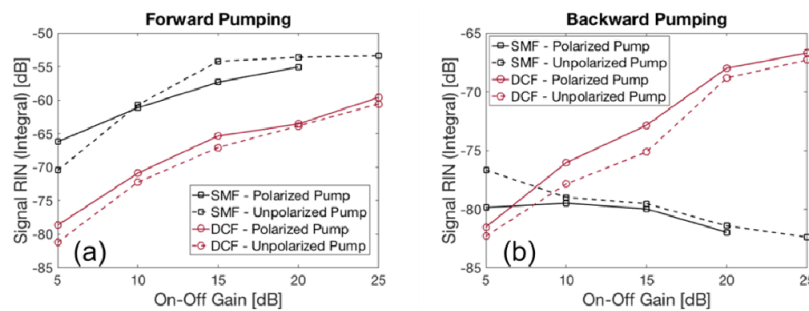 Forward Pumping
-50
-55
-60
-65
-70
-75
-80
-85
Signal RIN (Integral) [dB]
SMF - Polarized Pump
SMF - Unpolarized Pump
DCF - Polarized Pump
DCF - Unpolarized Pump
(a)
5 10 15 20 25
On-Off Gain [dB]
Backward Pumping
-65
-70
-75
-80
-85
Signal RIN (Integral) [dB]
SMF - Polarized Pump
SMF - Unpolarized Pump
DCF - Polarized Pump
DCF - Unpolarized Pump
(b)
5 10 15 20 25
On-Off Gain [dB]